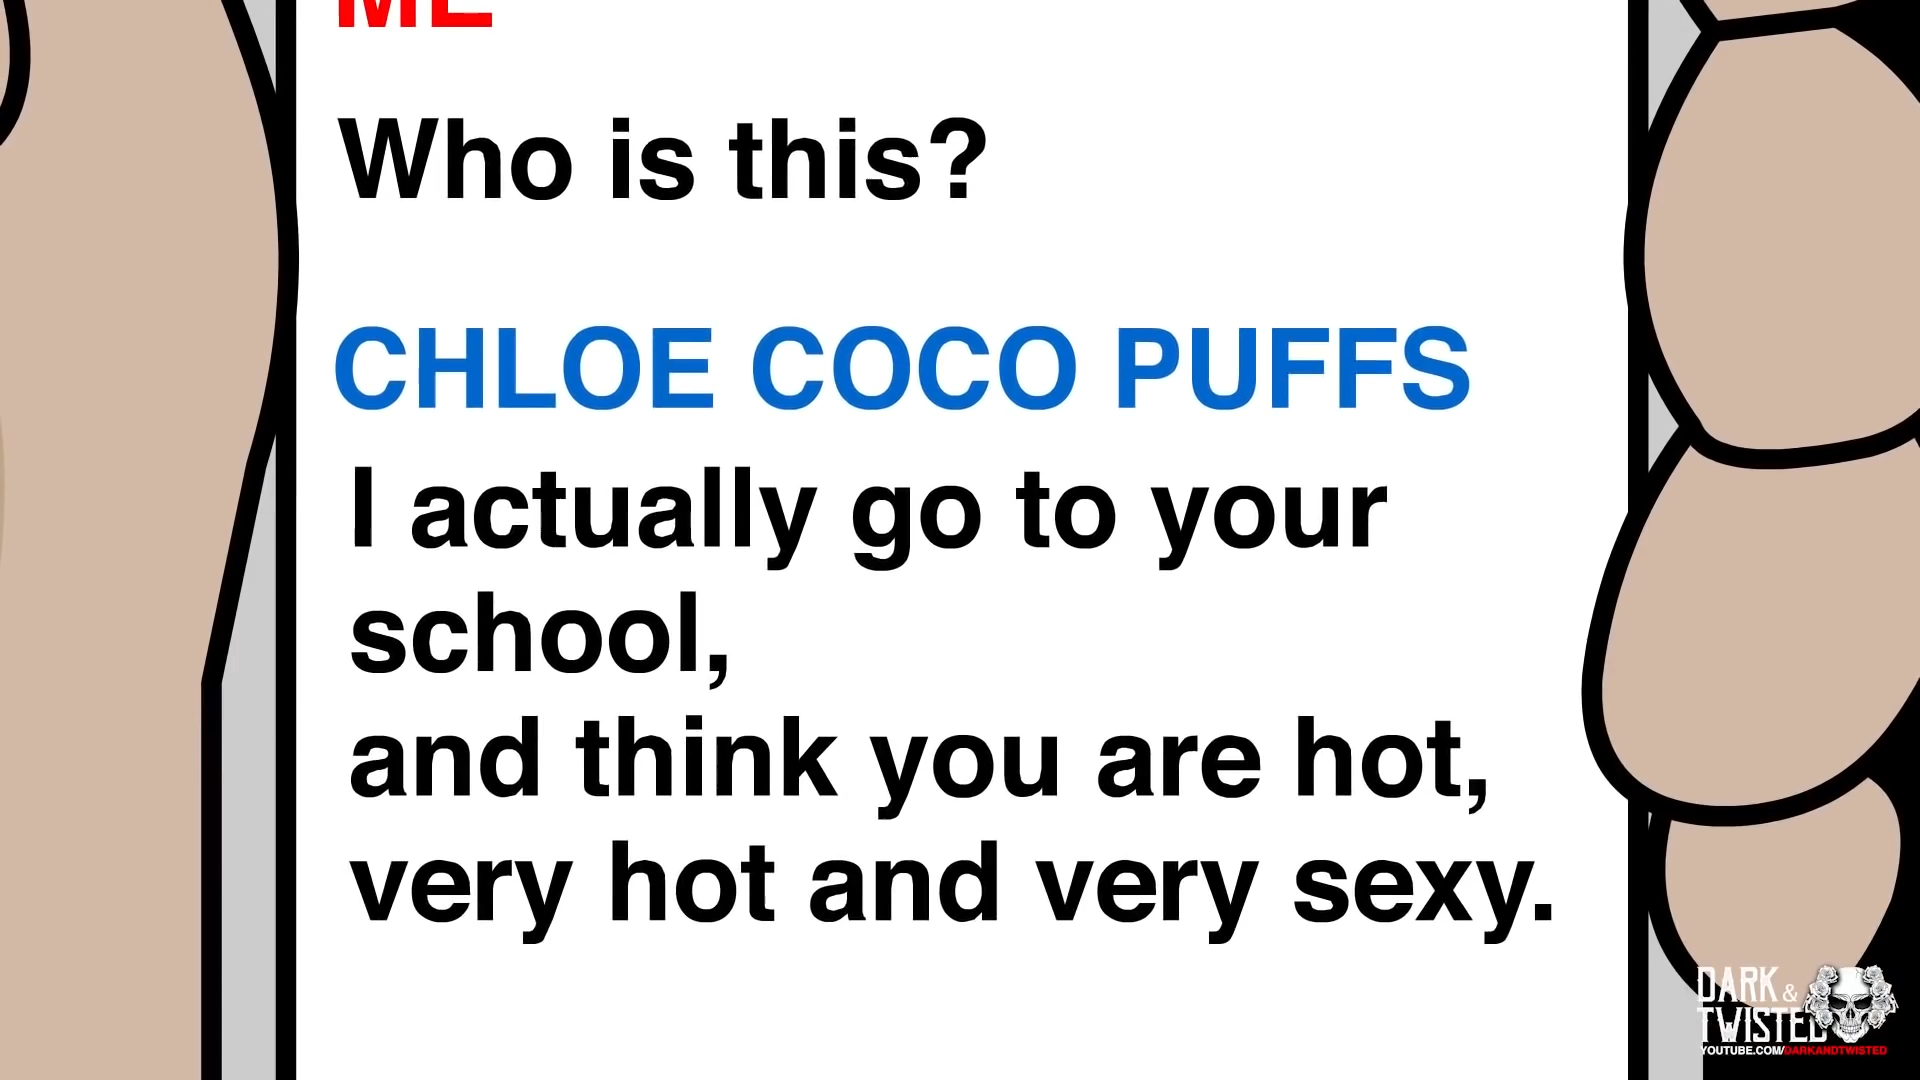 ME
Who is this?
CHLOE COCO PUFFS
I actually go to your
school,
and think you are hot,
very hot and very sexy.
DARK &
TWISTED
YOUTUBE.COM/DARKANDTWISTED